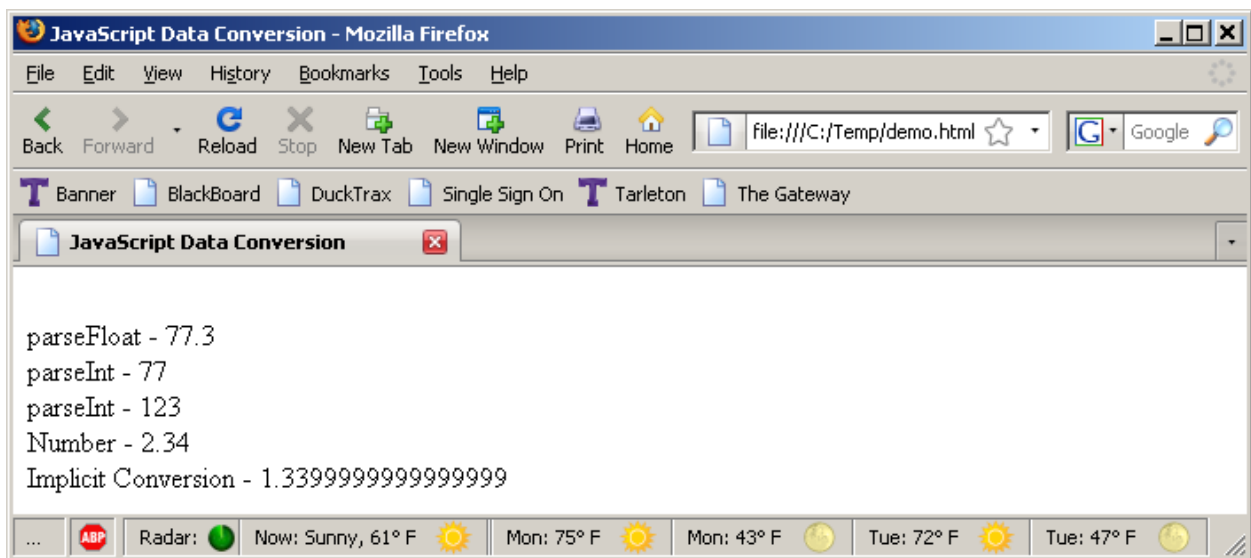 JavaScript Data Conversion - Mozilla Firefox
File Edit View History Bookmarks Tools Help
Back Forward Reload Stop New Tab New Window Print Home file:///C:/Temp/demo.html G Google
T Banner BlackBoard DuckTrax Single Sign On T Tarleton The Gateway
JavaScript Data Conversion
parseFloat - 77.3
parseInt - 77
parseInt - 123
Number - 2.34
Implicit Conversion - 1.3399999999999999
... ABP Radar: Now: Sunny, 61° F Mon: 75° F Mon: 43° F Tue: 72° F Tue: 47° F